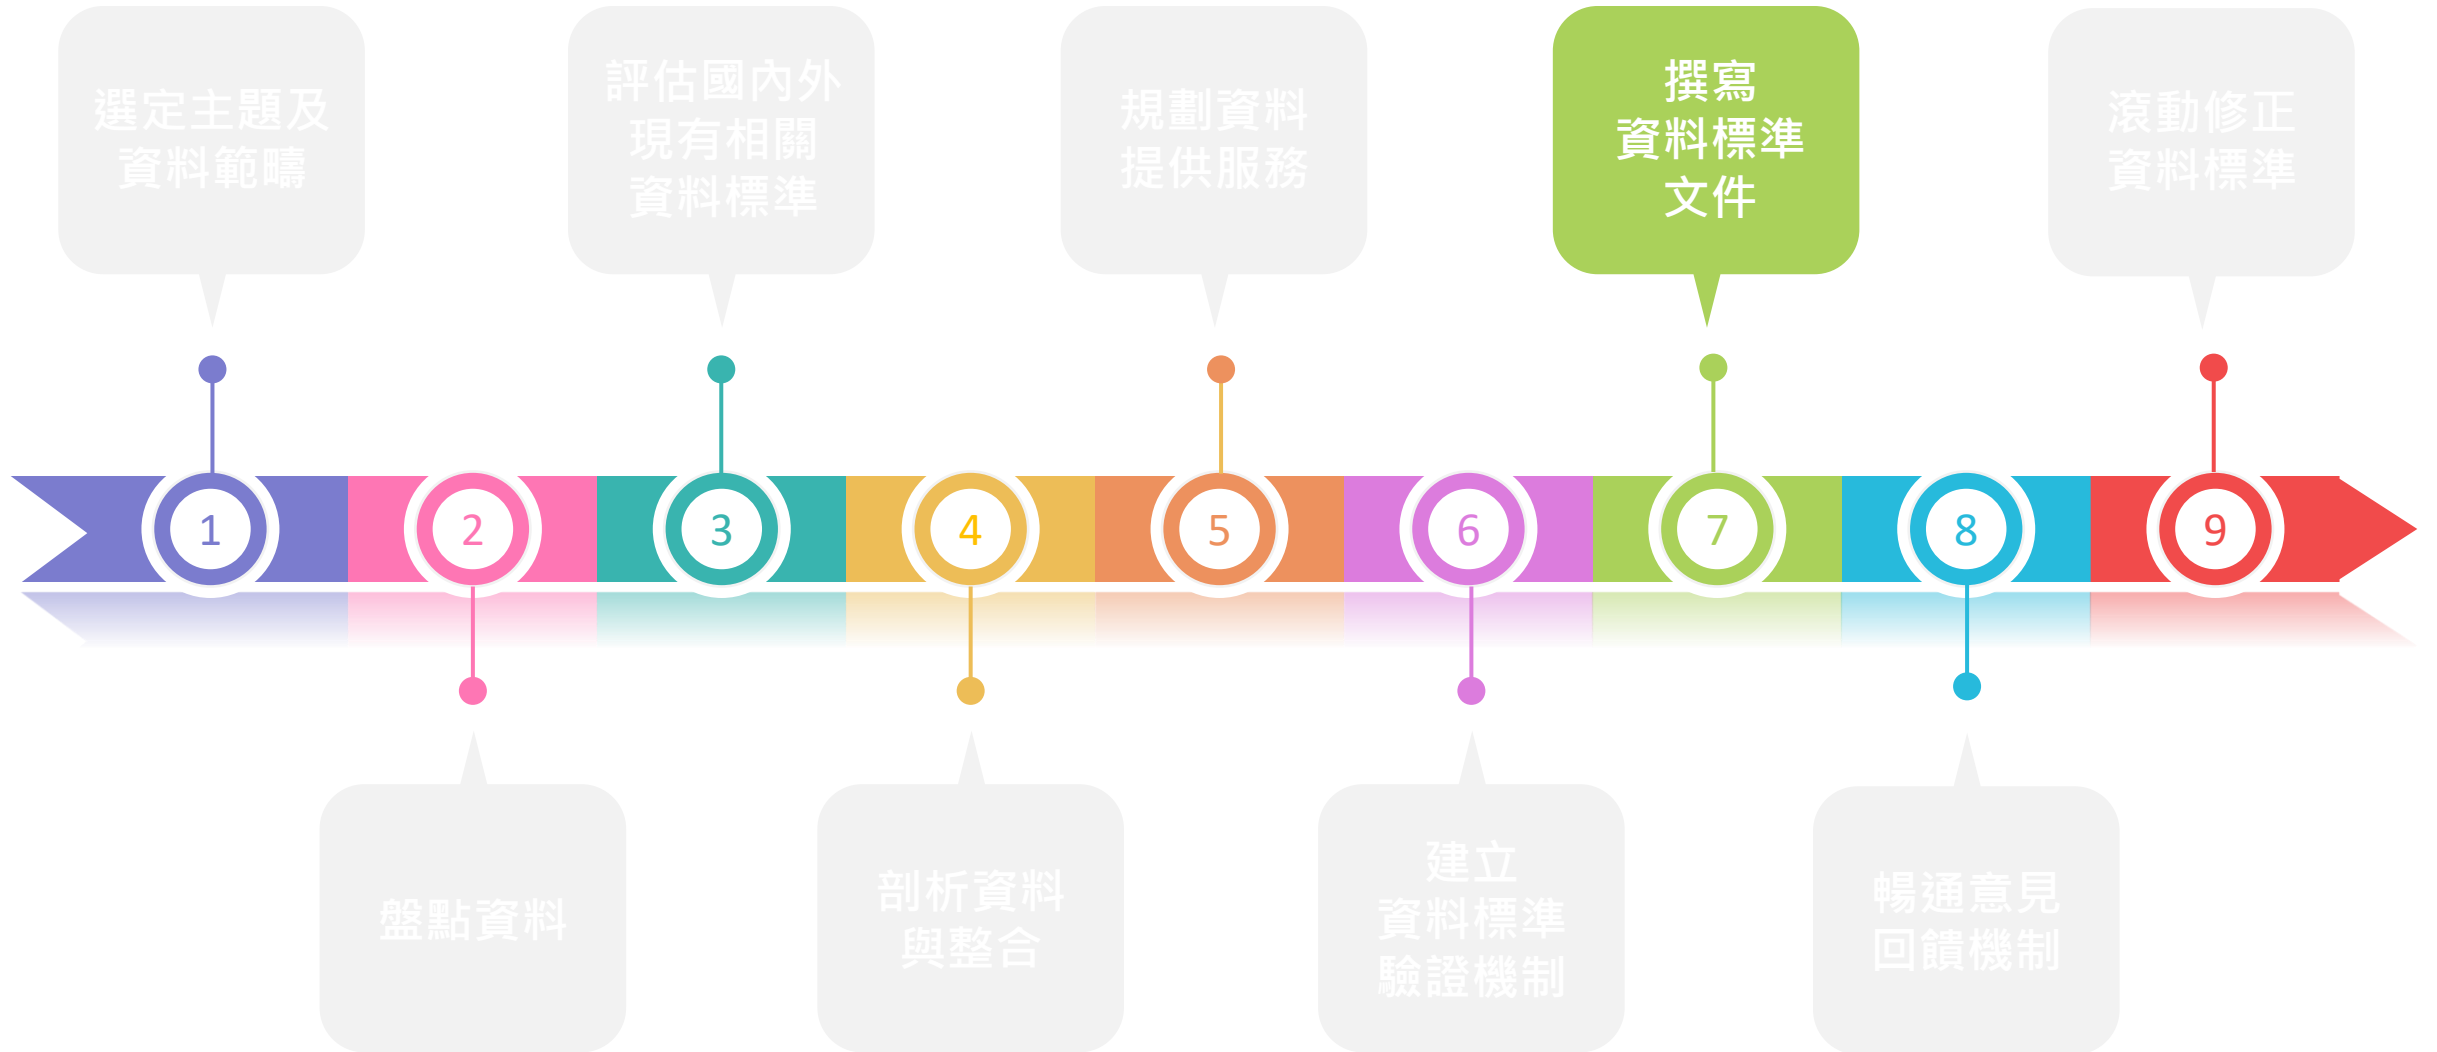 選定主題及
資料範疇
評估國內外
現有相關
資料標準
規劃資料
提供服務
撰寫
資料標準
文件
滾動修正
資料標準
1
2
3
4
5
6
7
8
9
盤點資料
剖析資料
與整合
建立
資料標準
驗證機制
暢通意見
回饋機制